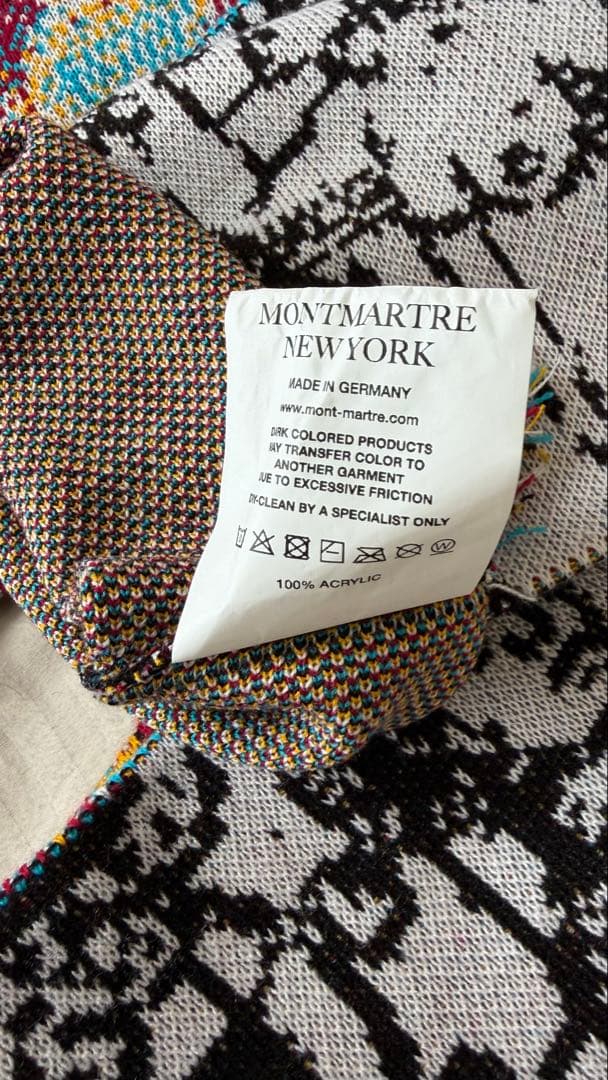 MONTMARTRE
NEWYORK
MADE IN GERMANY
www.mont-martre.com
DARK COLORED PRODUCTS
MAY TRANSFER COLOR TO
ANOTHER GARMENT
DUE TO EXCESSIVE FRICTION
DRY-CLEAN BY A SPECIALIST ONLY
W
100% ACRYLIC